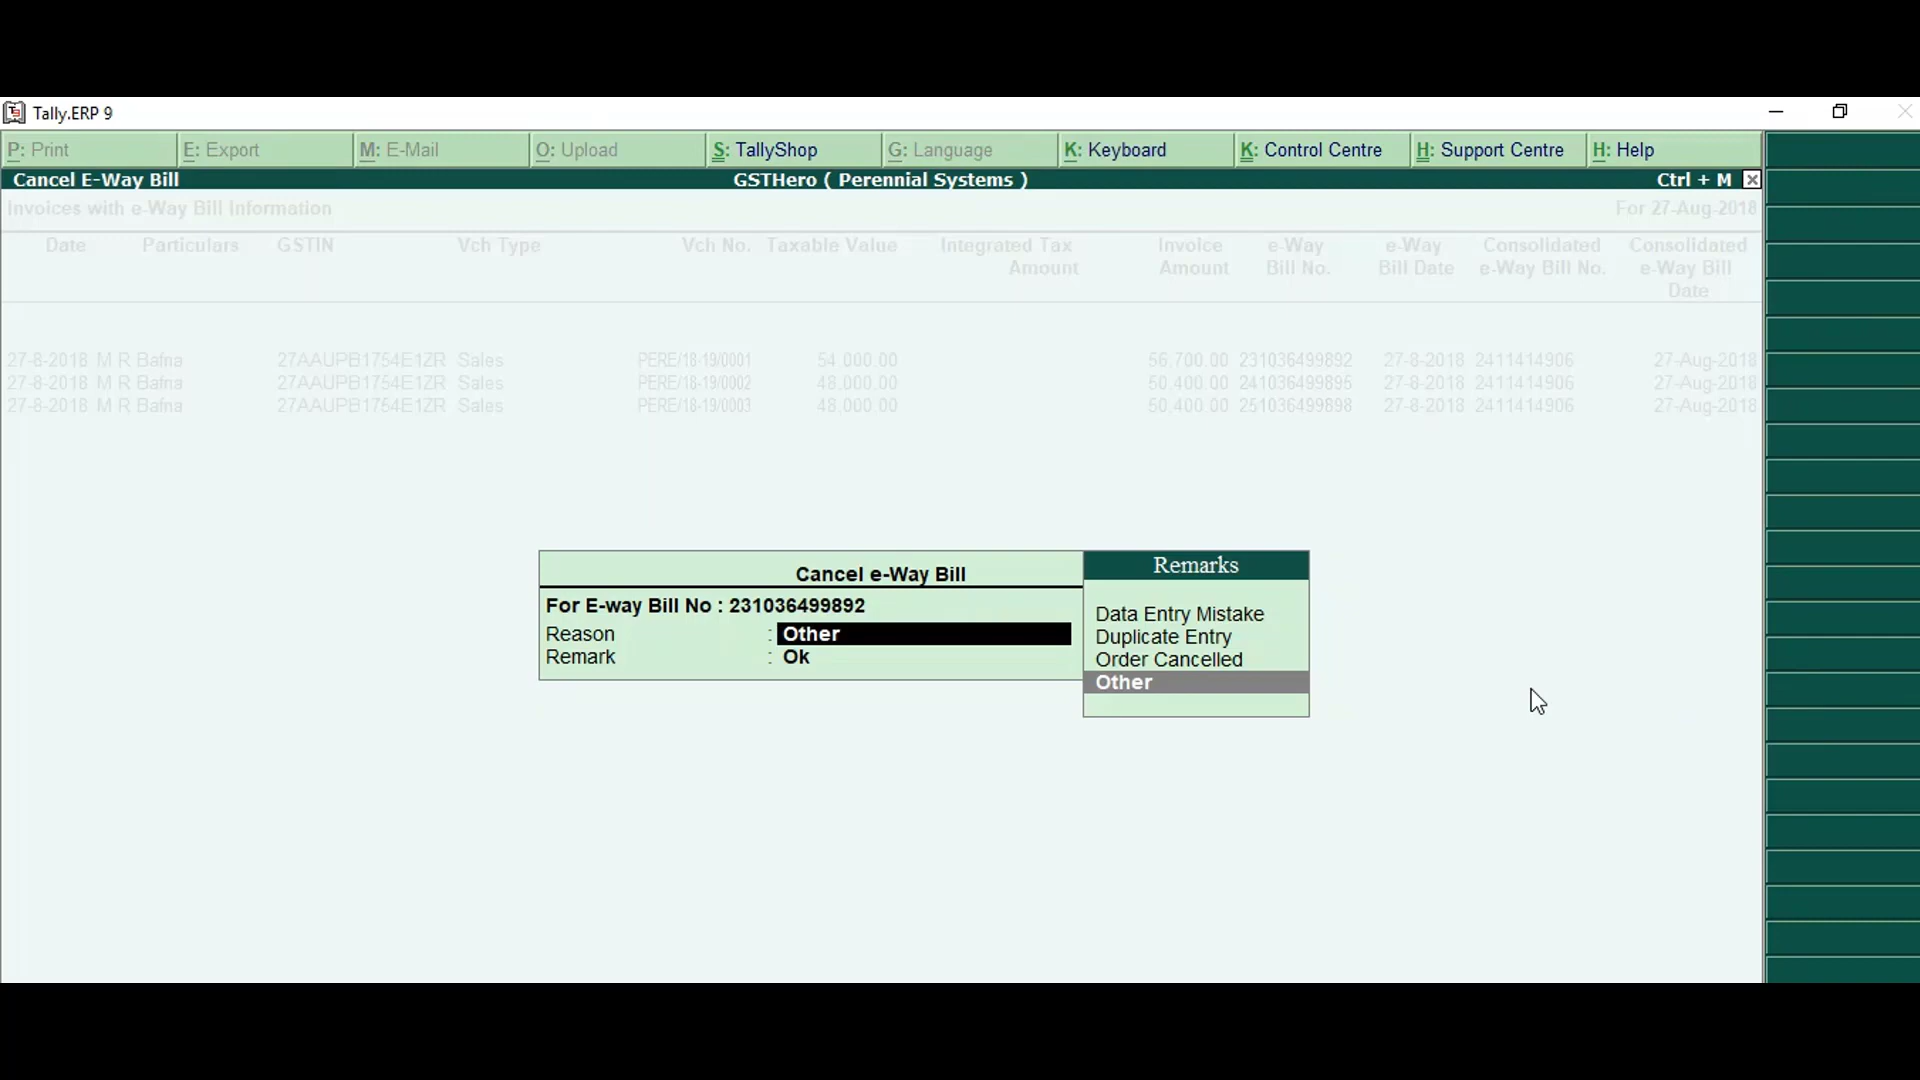 Tally.ERP 9
P: Print E: Export M: E-Mail O: Upload S: TallyShop G: Language K: Keyboard K: Control Centre H: Support Centre H: Help
Cancel E-Way Bill GSTHero ( Perennial Systems ) Ctrl + M
Invoices with e-Way Bill Information For 27-Aug-2018
Date Particulars GSTIN Vch Type Vch No. Taxable Value Integrated Tax Invoice e-Way e-Way Consolidated Consolidated
Amount Amount Bill No. Bill Date e-Way Bill No. e-Way Bill
Date
27-8-2018 M R Bafna 27AAUPB1754E1ZR Sales PERE/18-19/0001 54,000.00 56,700.00 231036499892 27-8-2018 2411414906 27-Aug-2018
27-8-2018 M R Bafna 27AAUPB1754E1ZR Sales PERE/18-19/0002 48,000.00 50,400.00 241036499895 27-8-2018 2411414906 27-Aug-2018
27-8-2018 M R Bafna 27AAUPB1754E1ZR Sales PERE/18-19/0003 48,000.00 50,400.00 251036499898 27-8-2018 2411414906 27-Aug-2018
Cancel e-Way Bill
For E-way Bill No : 231036499892
Reason : Other
Remark : Ok
Remarks
Data Entry Mistake
Duplicate Entry
Order Cancelled
Other